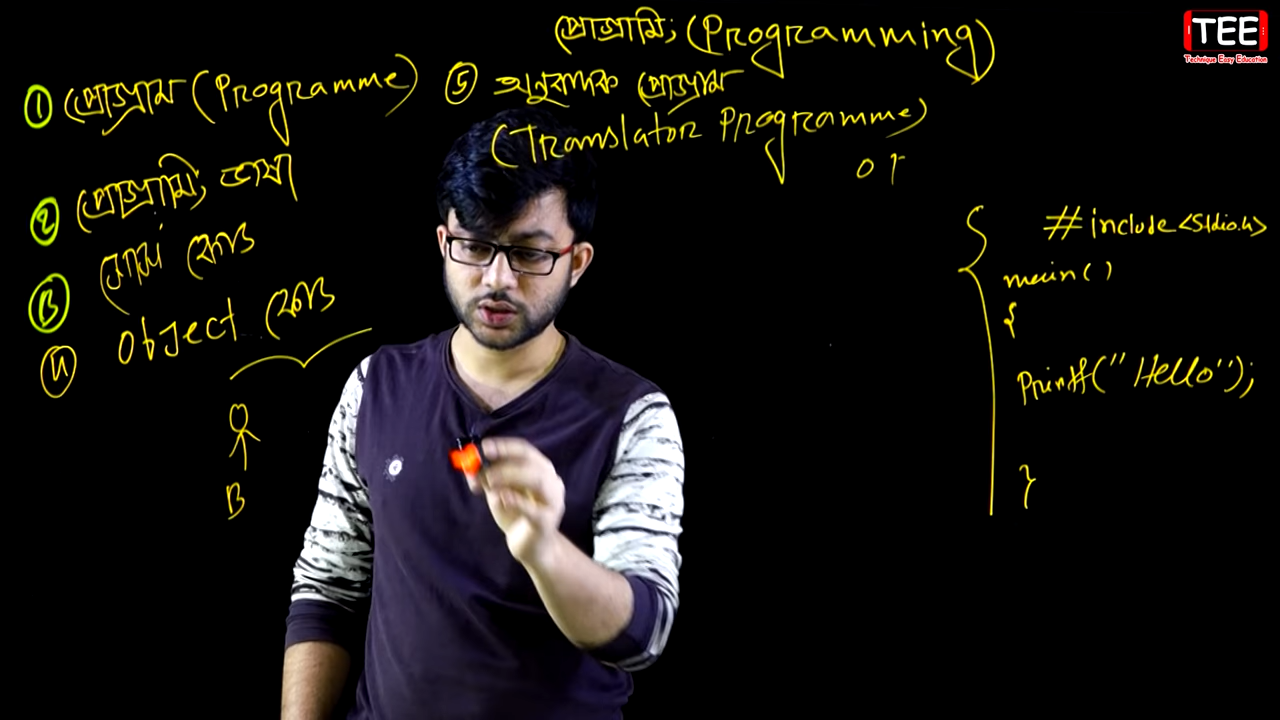 প্রোগ্রামিং (Programming)
① প্রোগ্রাম (Programme)
② প্রোগ্রামিং ভাষা
③ সোর্স কোড
④ Object কোড
B
⑤ অনুবাদক প্রোগ্রাম
(Translator Programme)
#include <stdio.h>
main()
{
Printf("Hello");
}
TEE
Technique Easy Education